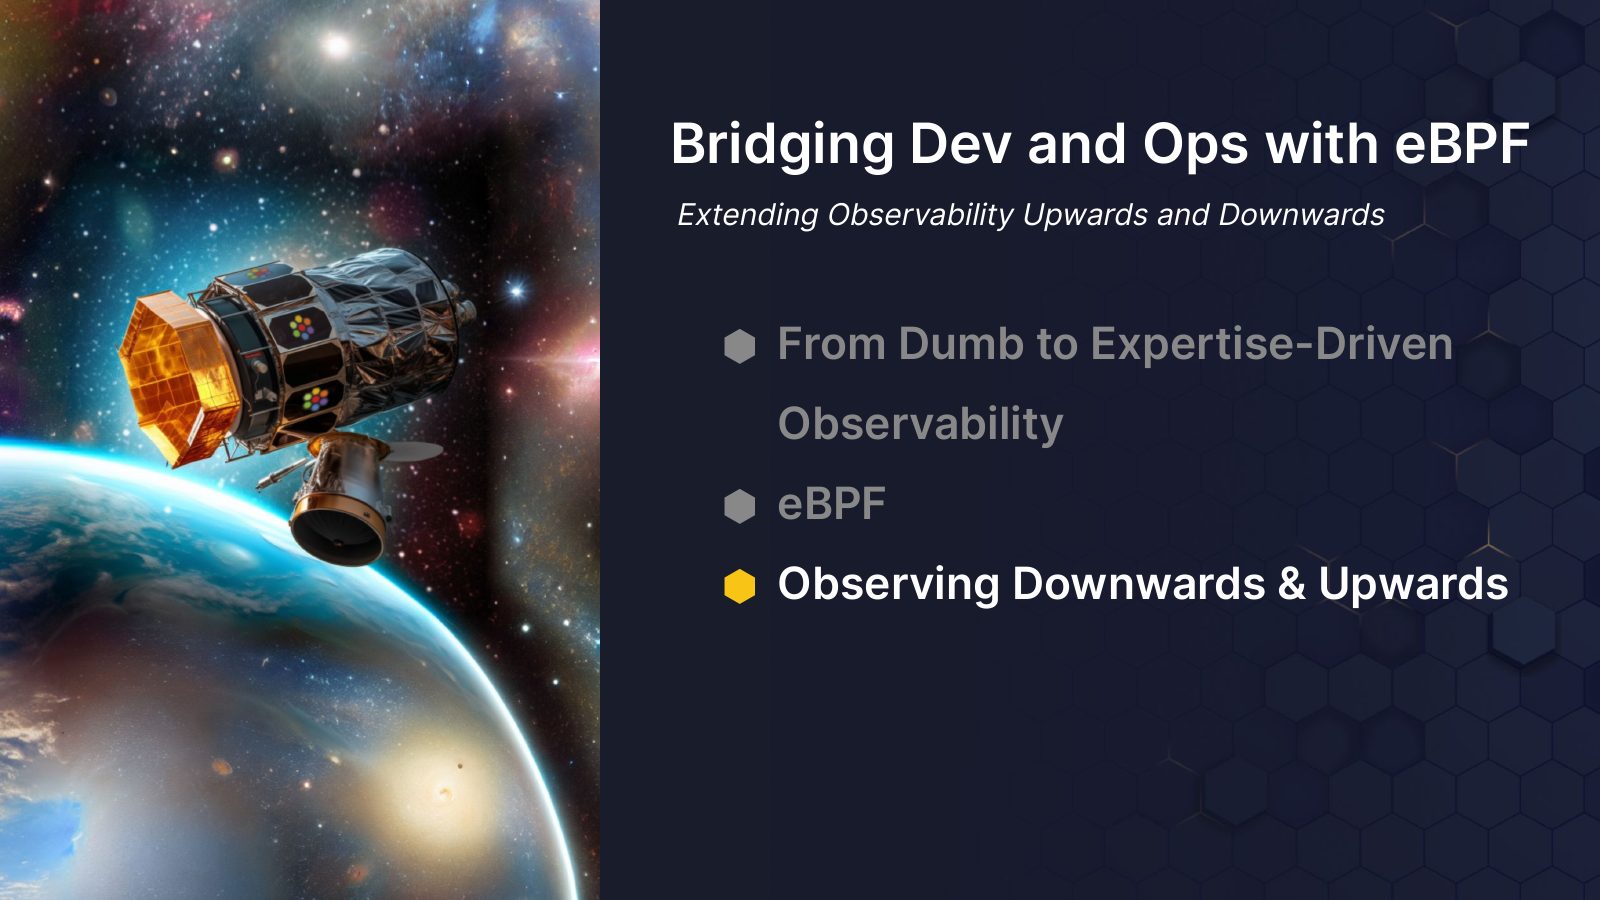 Bridging Dev and Ops with eBPF
Extending Observability Upwards and Downwards
From Dumb to Expertise-Driven
Observability
eBPF
Observing Downwards & Upwards